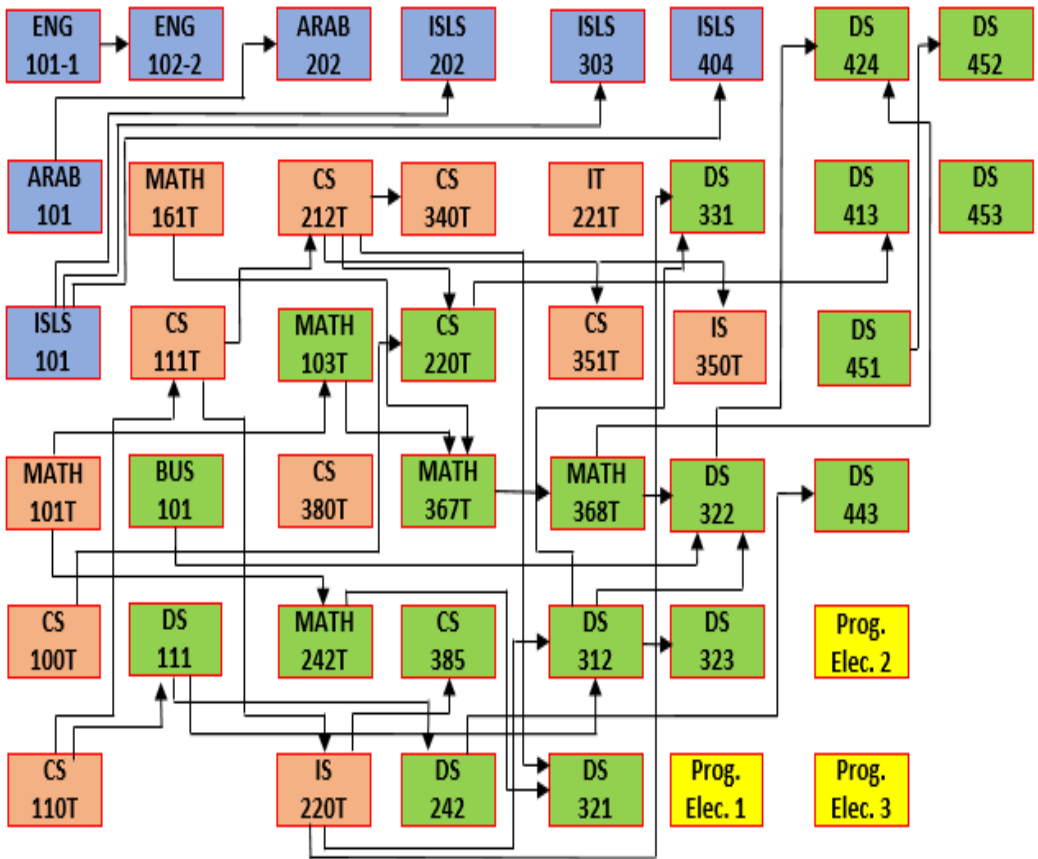 ENG
101-1
ENG
102-2
ARAB
202
ISLS
202
ISLS
303
ISLS
404
DS
424
DS
452
ARAB
101
MATH
161T
CS
212T
CS
340T
IT
221T
DS
331
DS
413
DS
453
ISLS
101
CS
111T
MATH
103T
CS
220T
CS
351T
IS
350T
DS
451
MATH
101T
BUS
101
CS
380T
MATH
367T
MATH
368T
DS
322
DS
443
CS
100T
DS
111
MATH
242T
CS
385
DS
312
DS
323
Prog.
Elec. 2
CS
110T
IS
220T
DS
242
DS
321
Prog.
Elec. 1
Prog.
Elec. 3